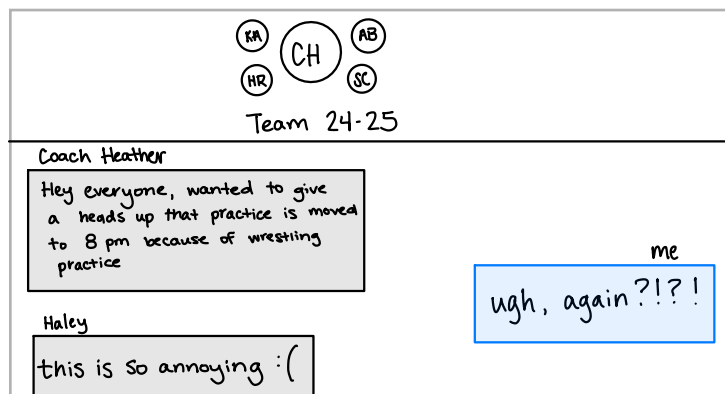 KA
CH
AB
HR
SC
Team 24-25
Coach Heather
Hey everyone, wanted to give
a heads up that practice is moved
to 8 pm because of wrestling
practice
me
ugh, again?!?!
Haley
this is so annoying :(